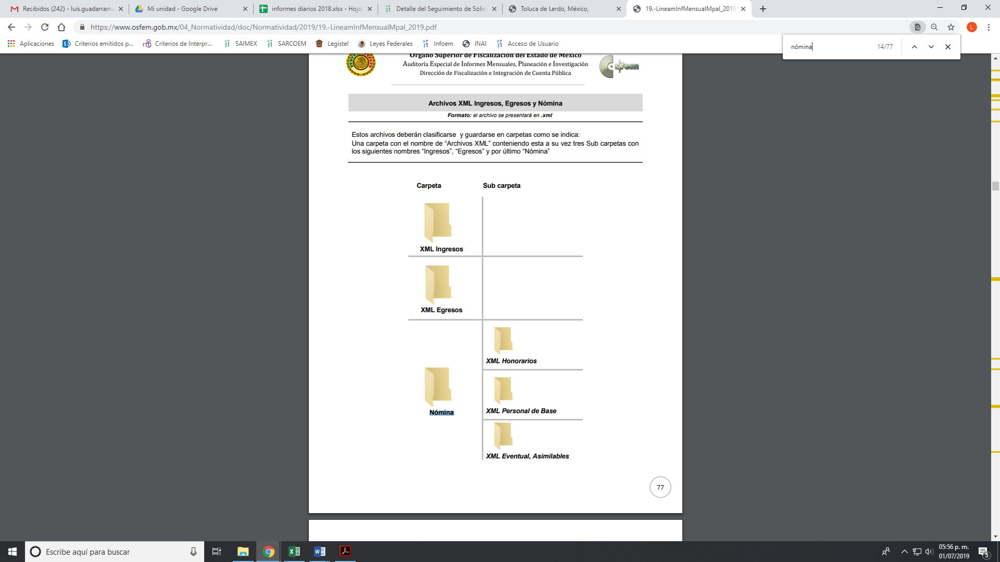 Recibidos (242) - luis.guadarrama
Mi unidad - Google Drive
informes diarios 2018.xlsx - Hoja
Detalle del Seguimiento de Solici
Toluca de Lerdo, México,
19.-LineamInfMensualMpal_2019
https://www.osfem.gob.mx/04_Normatividad/doc/Normatividad/2019/19.-LineamInfMensualMpal_2019.pdf
L
Aplicaciones
Criterios emitidos p...
Criterios de Interpr...
SAIMEX
SARCOEM
Legistel
Leyes Federales
Infoem
INAI
Acceso de Usuario
nómina
14/77
Órgano Superior de Fiscalización del Estado de México
Auditoría Especial de Informes Mensuales, Planeación e Investigación
Dirección de Fiscalización e Integración de Cuenta Pública
osfem
Archivos XML Ingresos, Egresos y Nómina
Formato: el archivo se presentará en .xml
Estos archivos deberán clasificarse y guardarse en carpetas como se indica:
Una carpeta con el nombre de “Archivos XML” conteniendo esta a su vez tres Sub carpetas con
los siguientes nombres “Ingresos”, “Egresos” y por último “Nómina”
Carpeta
Sub carpeta
XML Ingresos
XML Egresos
XML Honorarios
Nómina
XML Personal de Base
XML Eventual, Asimilables
77
Escribe aquí para buscar
05:56 p. m.
01/07/2019
5